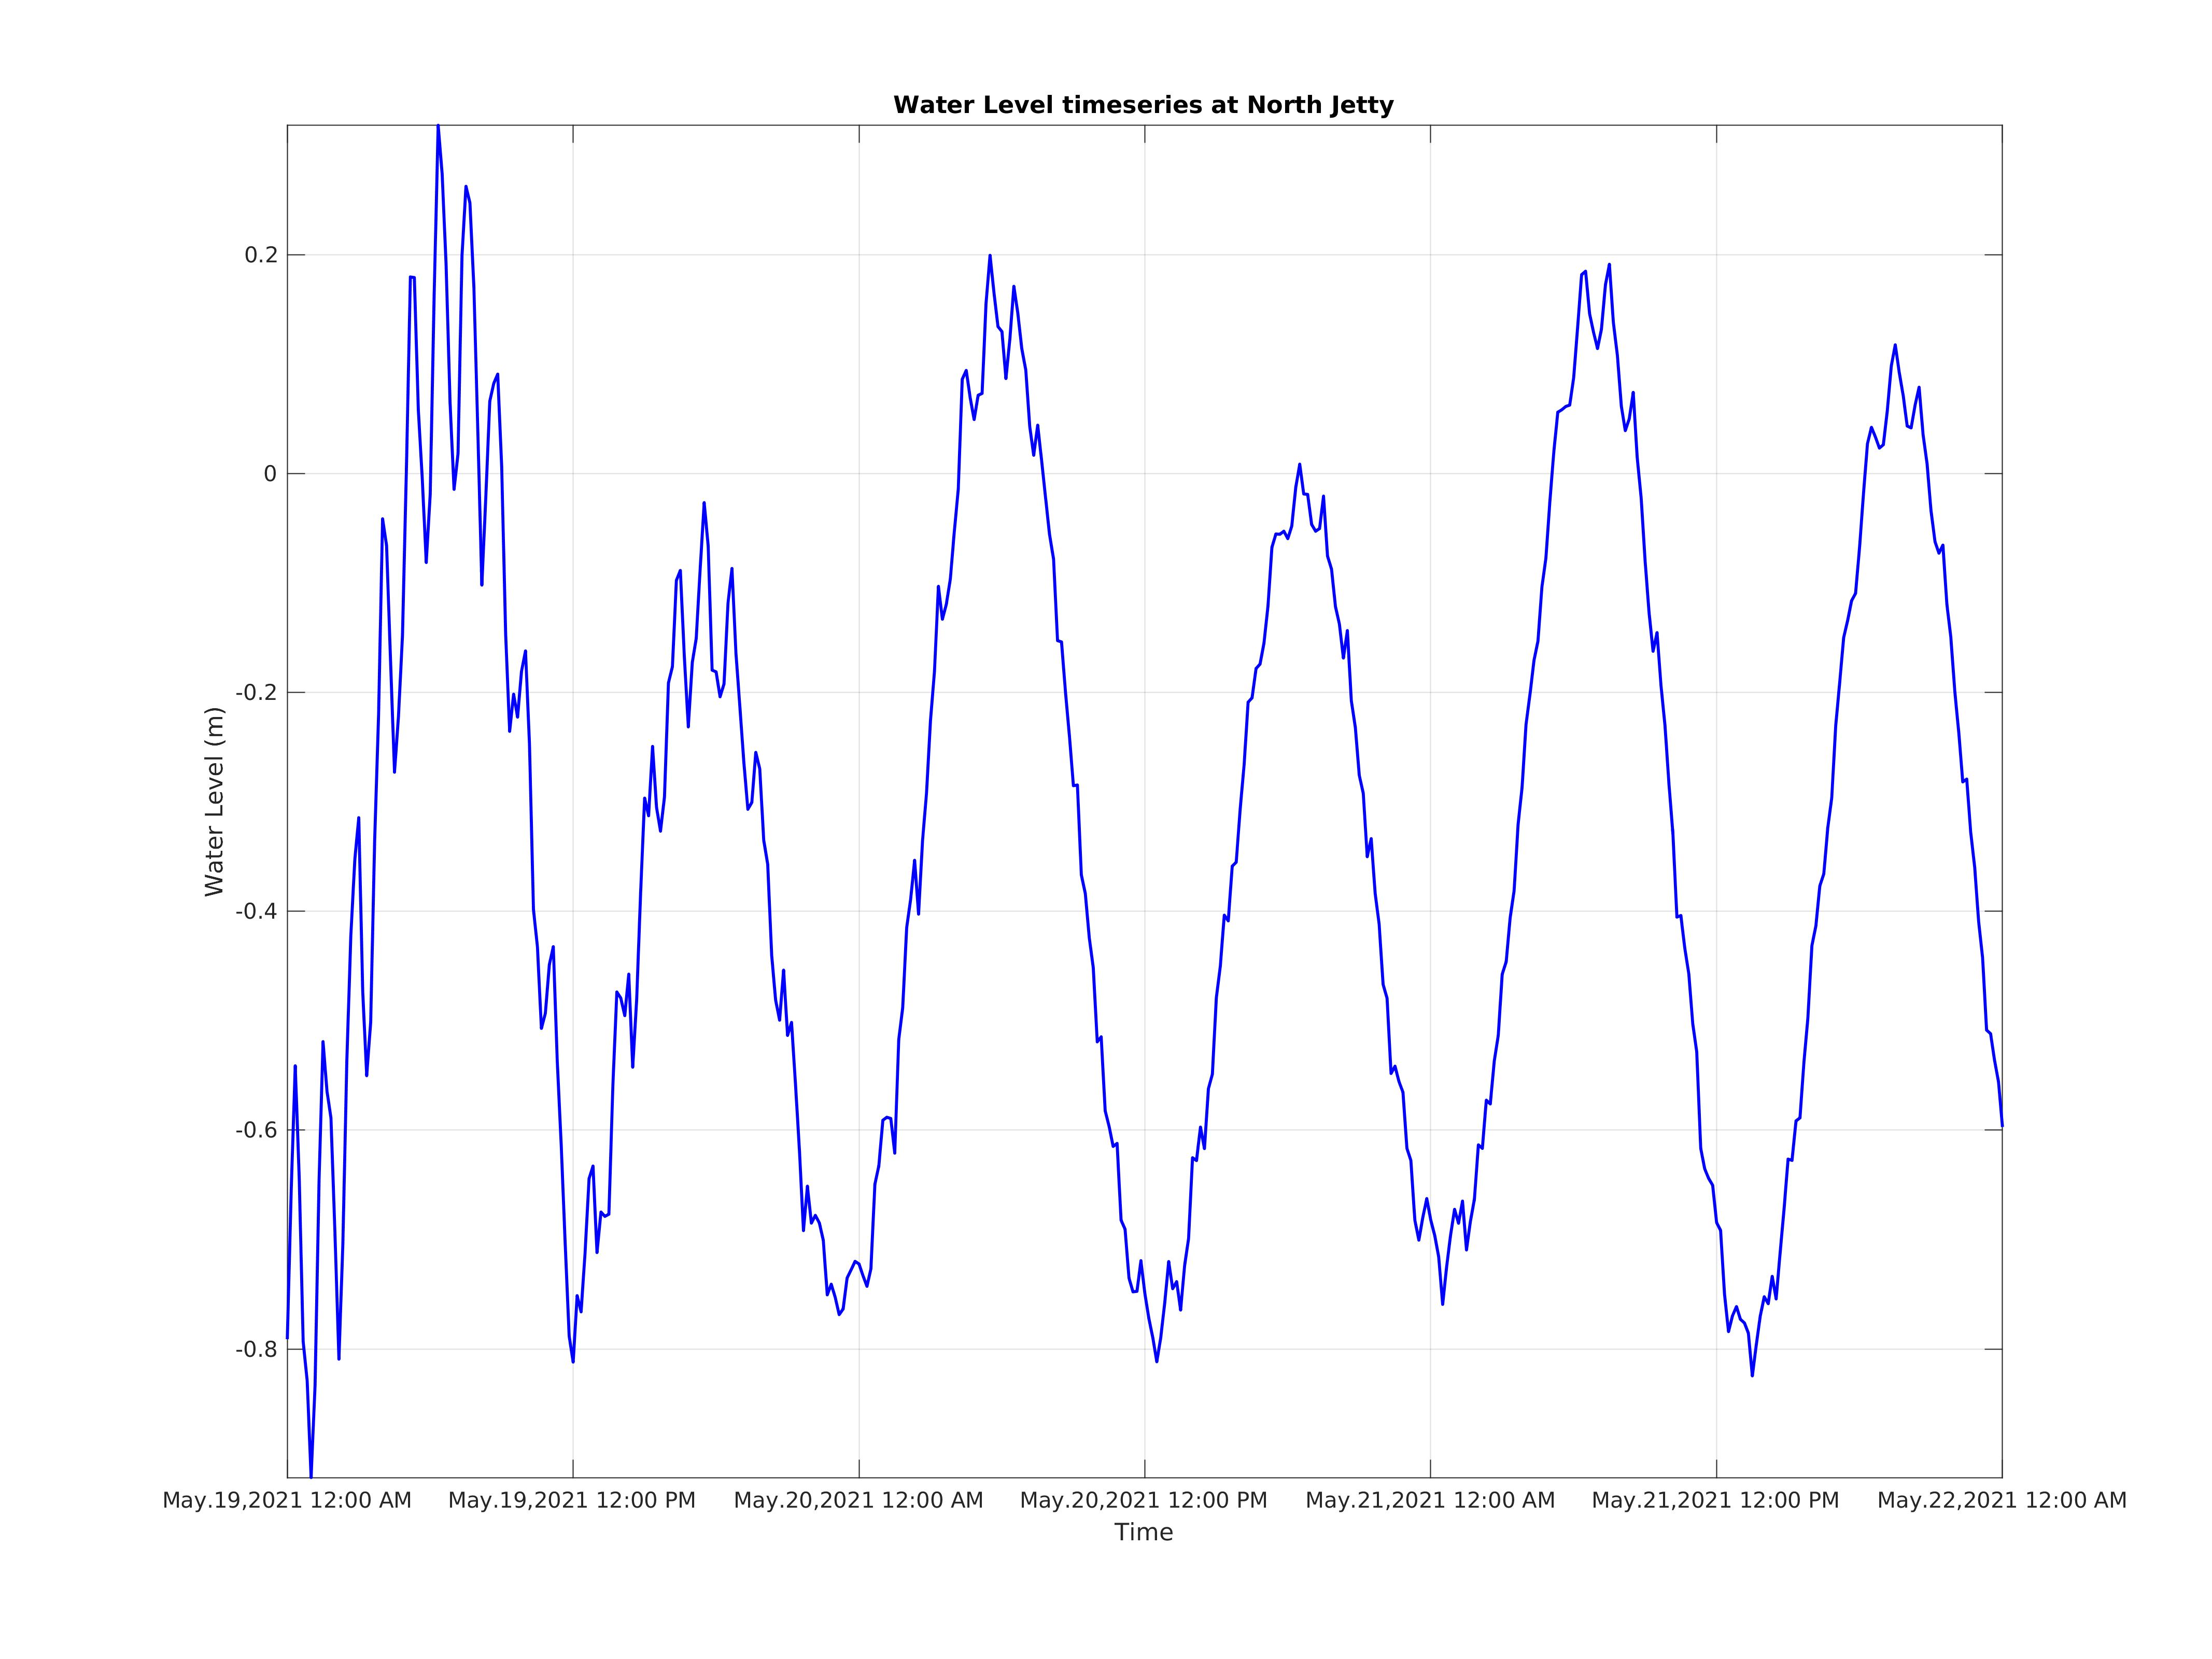 Water Level timeseries at North Jetty
0.2
0
-0.2
-0.4
-0.6
-0.8
Water Level (m)
May.19,2021 12:00 AM May.19,2021 12:00 PM May.20,2021 12:00 AM May.20,2021 12:00 PM May.21,2021 12:00 AM May.21,2021 12:00 PM May.22,2021 12:00 AM
Time